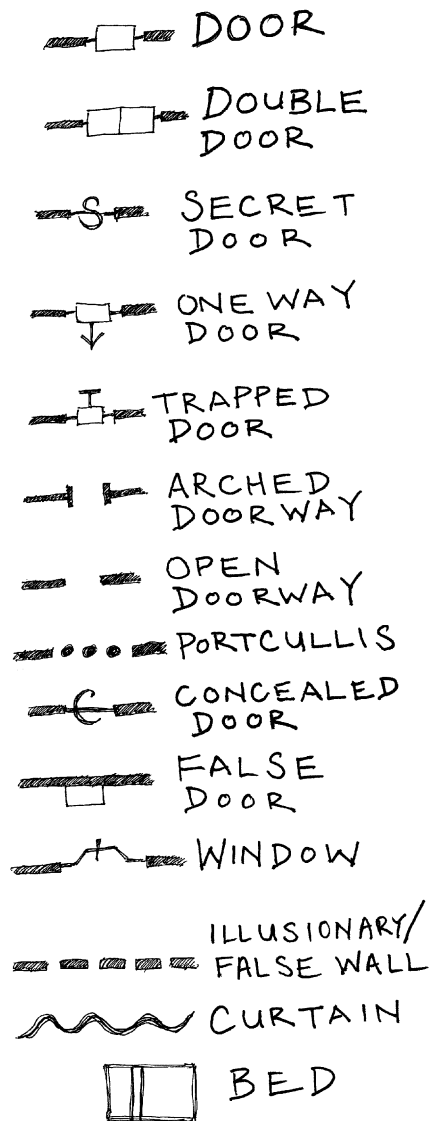 DOOR
DOUBLE
DOOR
SECRET
DOOR
ONE WAY
DOOR
TRAPPED
DOOR
ARCHED
DOORWAY
OPEN
DOORWAY
PORTCULLIS
CONCEALED
DOOR
FALSE
DOOR
WINDOW
ILLUSIONARY/
FALSE WALL
CURTAIN
BED